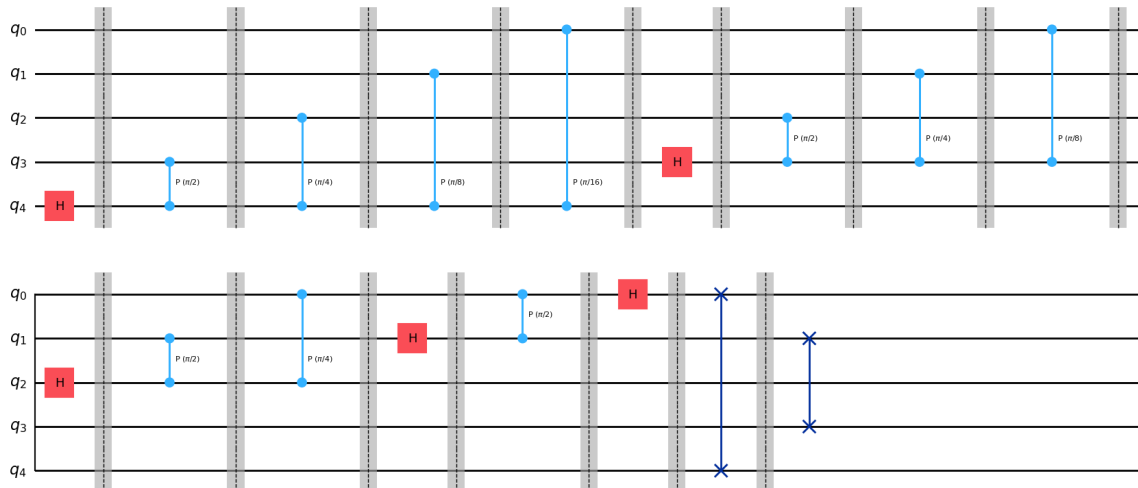 q0
q1
q2
q3 P (π/2) P (π/4) P (π/8) P (π/16) H P (π/2) P (π/4) P (π/8)
q4 H
q0 H
q1 P (π/2) P (π/4) H P (π/2)
q2 H
q3
q4